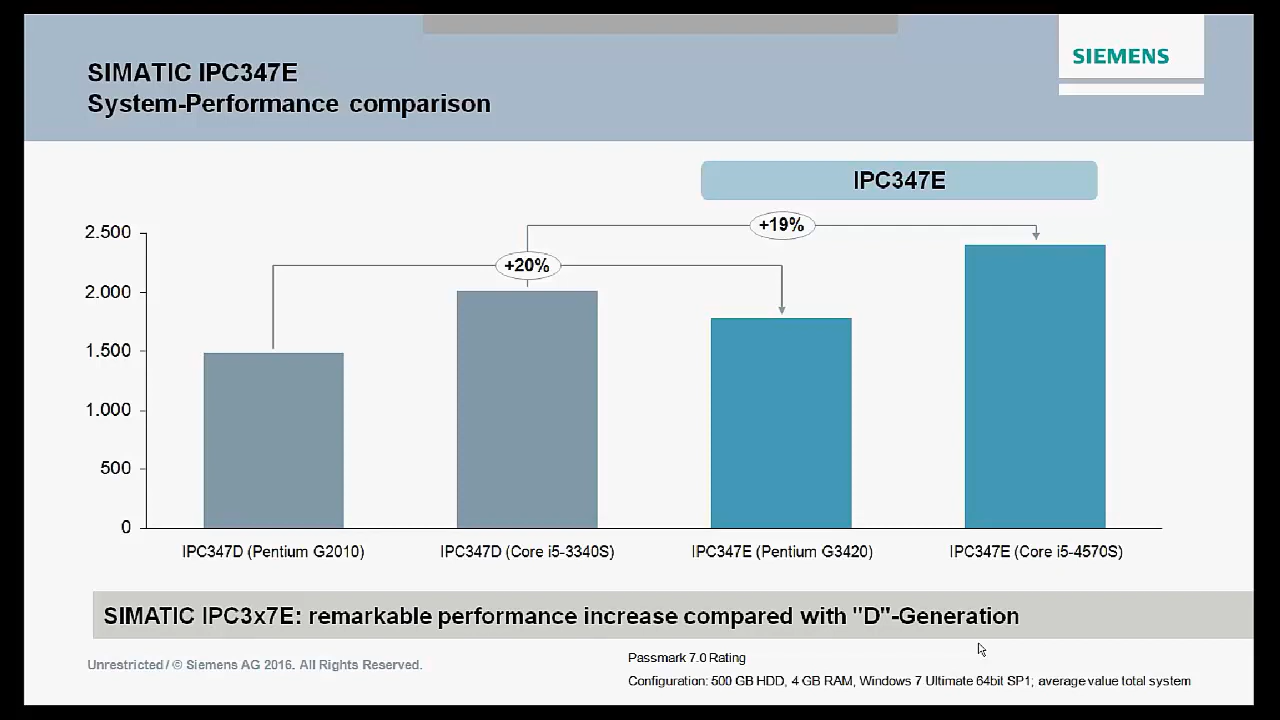 SIMATIC IPC347E
System-Performance comparison
SIEMENS
IPC347E
+19%
+20%
2.500
2.000
1.500
1.000
500
0
IPC347D (Pentium G2010)
IPC347D (Core i5-3340S)
IPC347E (Pentium G3420)
IPC347E (Core i5-4570S)
SIMATIC IPC3x7E: remarkable performance increase compared with "D"-Generation
Unrestricted / © Siemens AG 2016. All Rights Reserved.
Passmark 7.0 Rating
Configuration: 500 GB HDD, 4 GB RAM, Windows 7 Ultimate 64bit SP1; average value total system